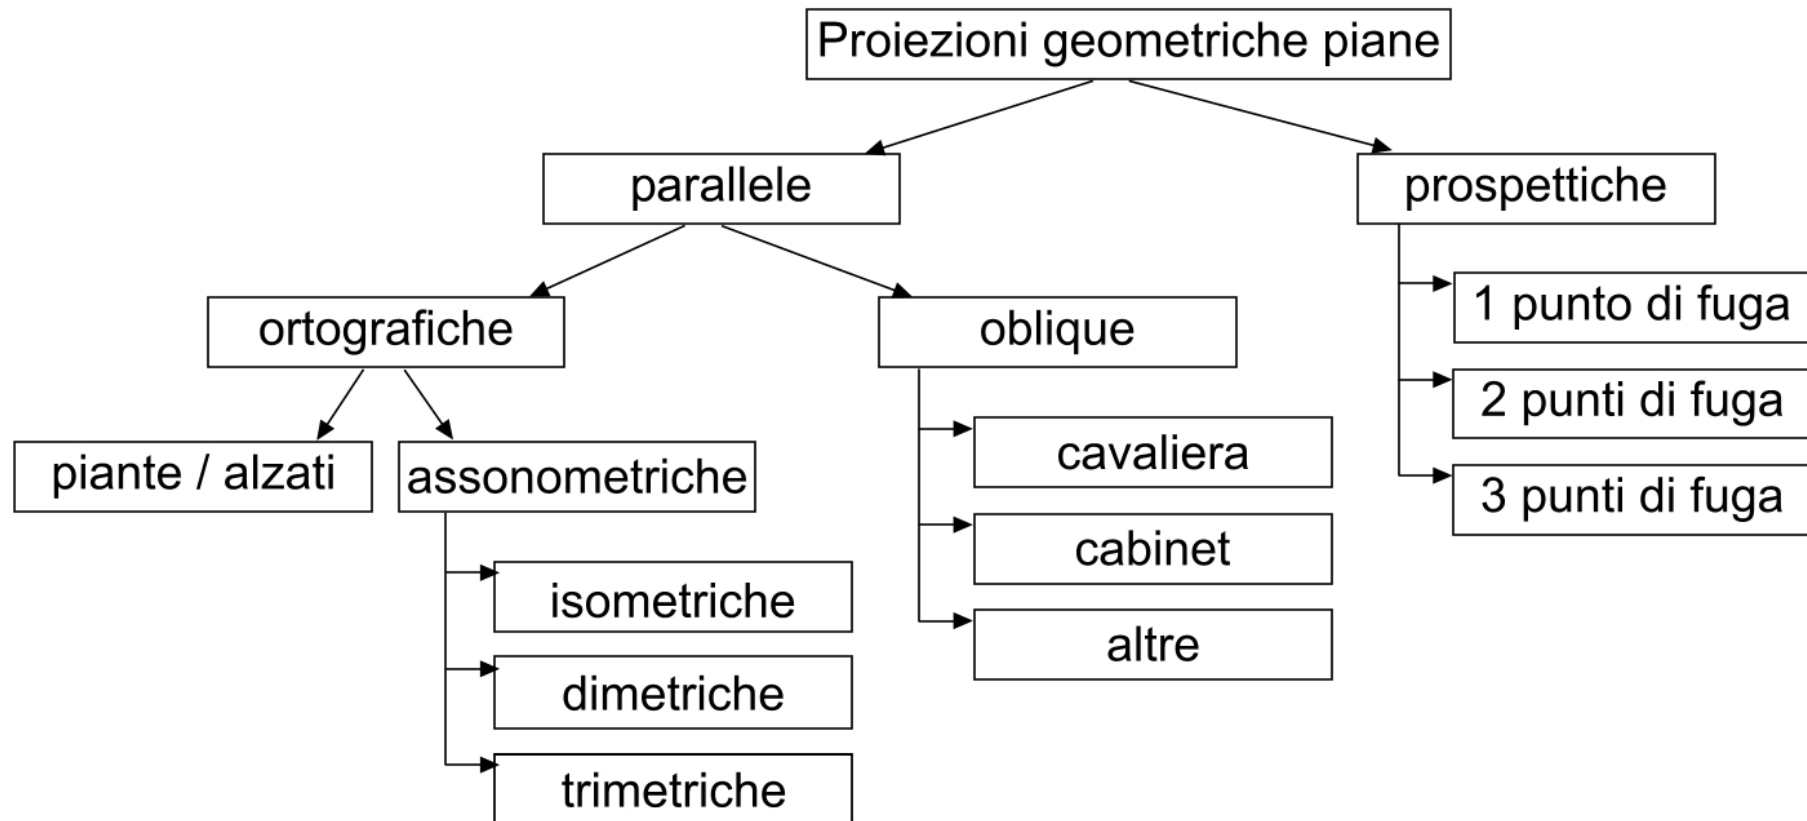 Proiezioni geometriche piane
parallele
prospettiche
ortografiche
oblique
1 punto di fuga
2 punti di fuga
3 punti di fuga
piante / alzati
assonometriche
cavaliera
cabinet
altre
isometriche
dimetriche
trimetriche